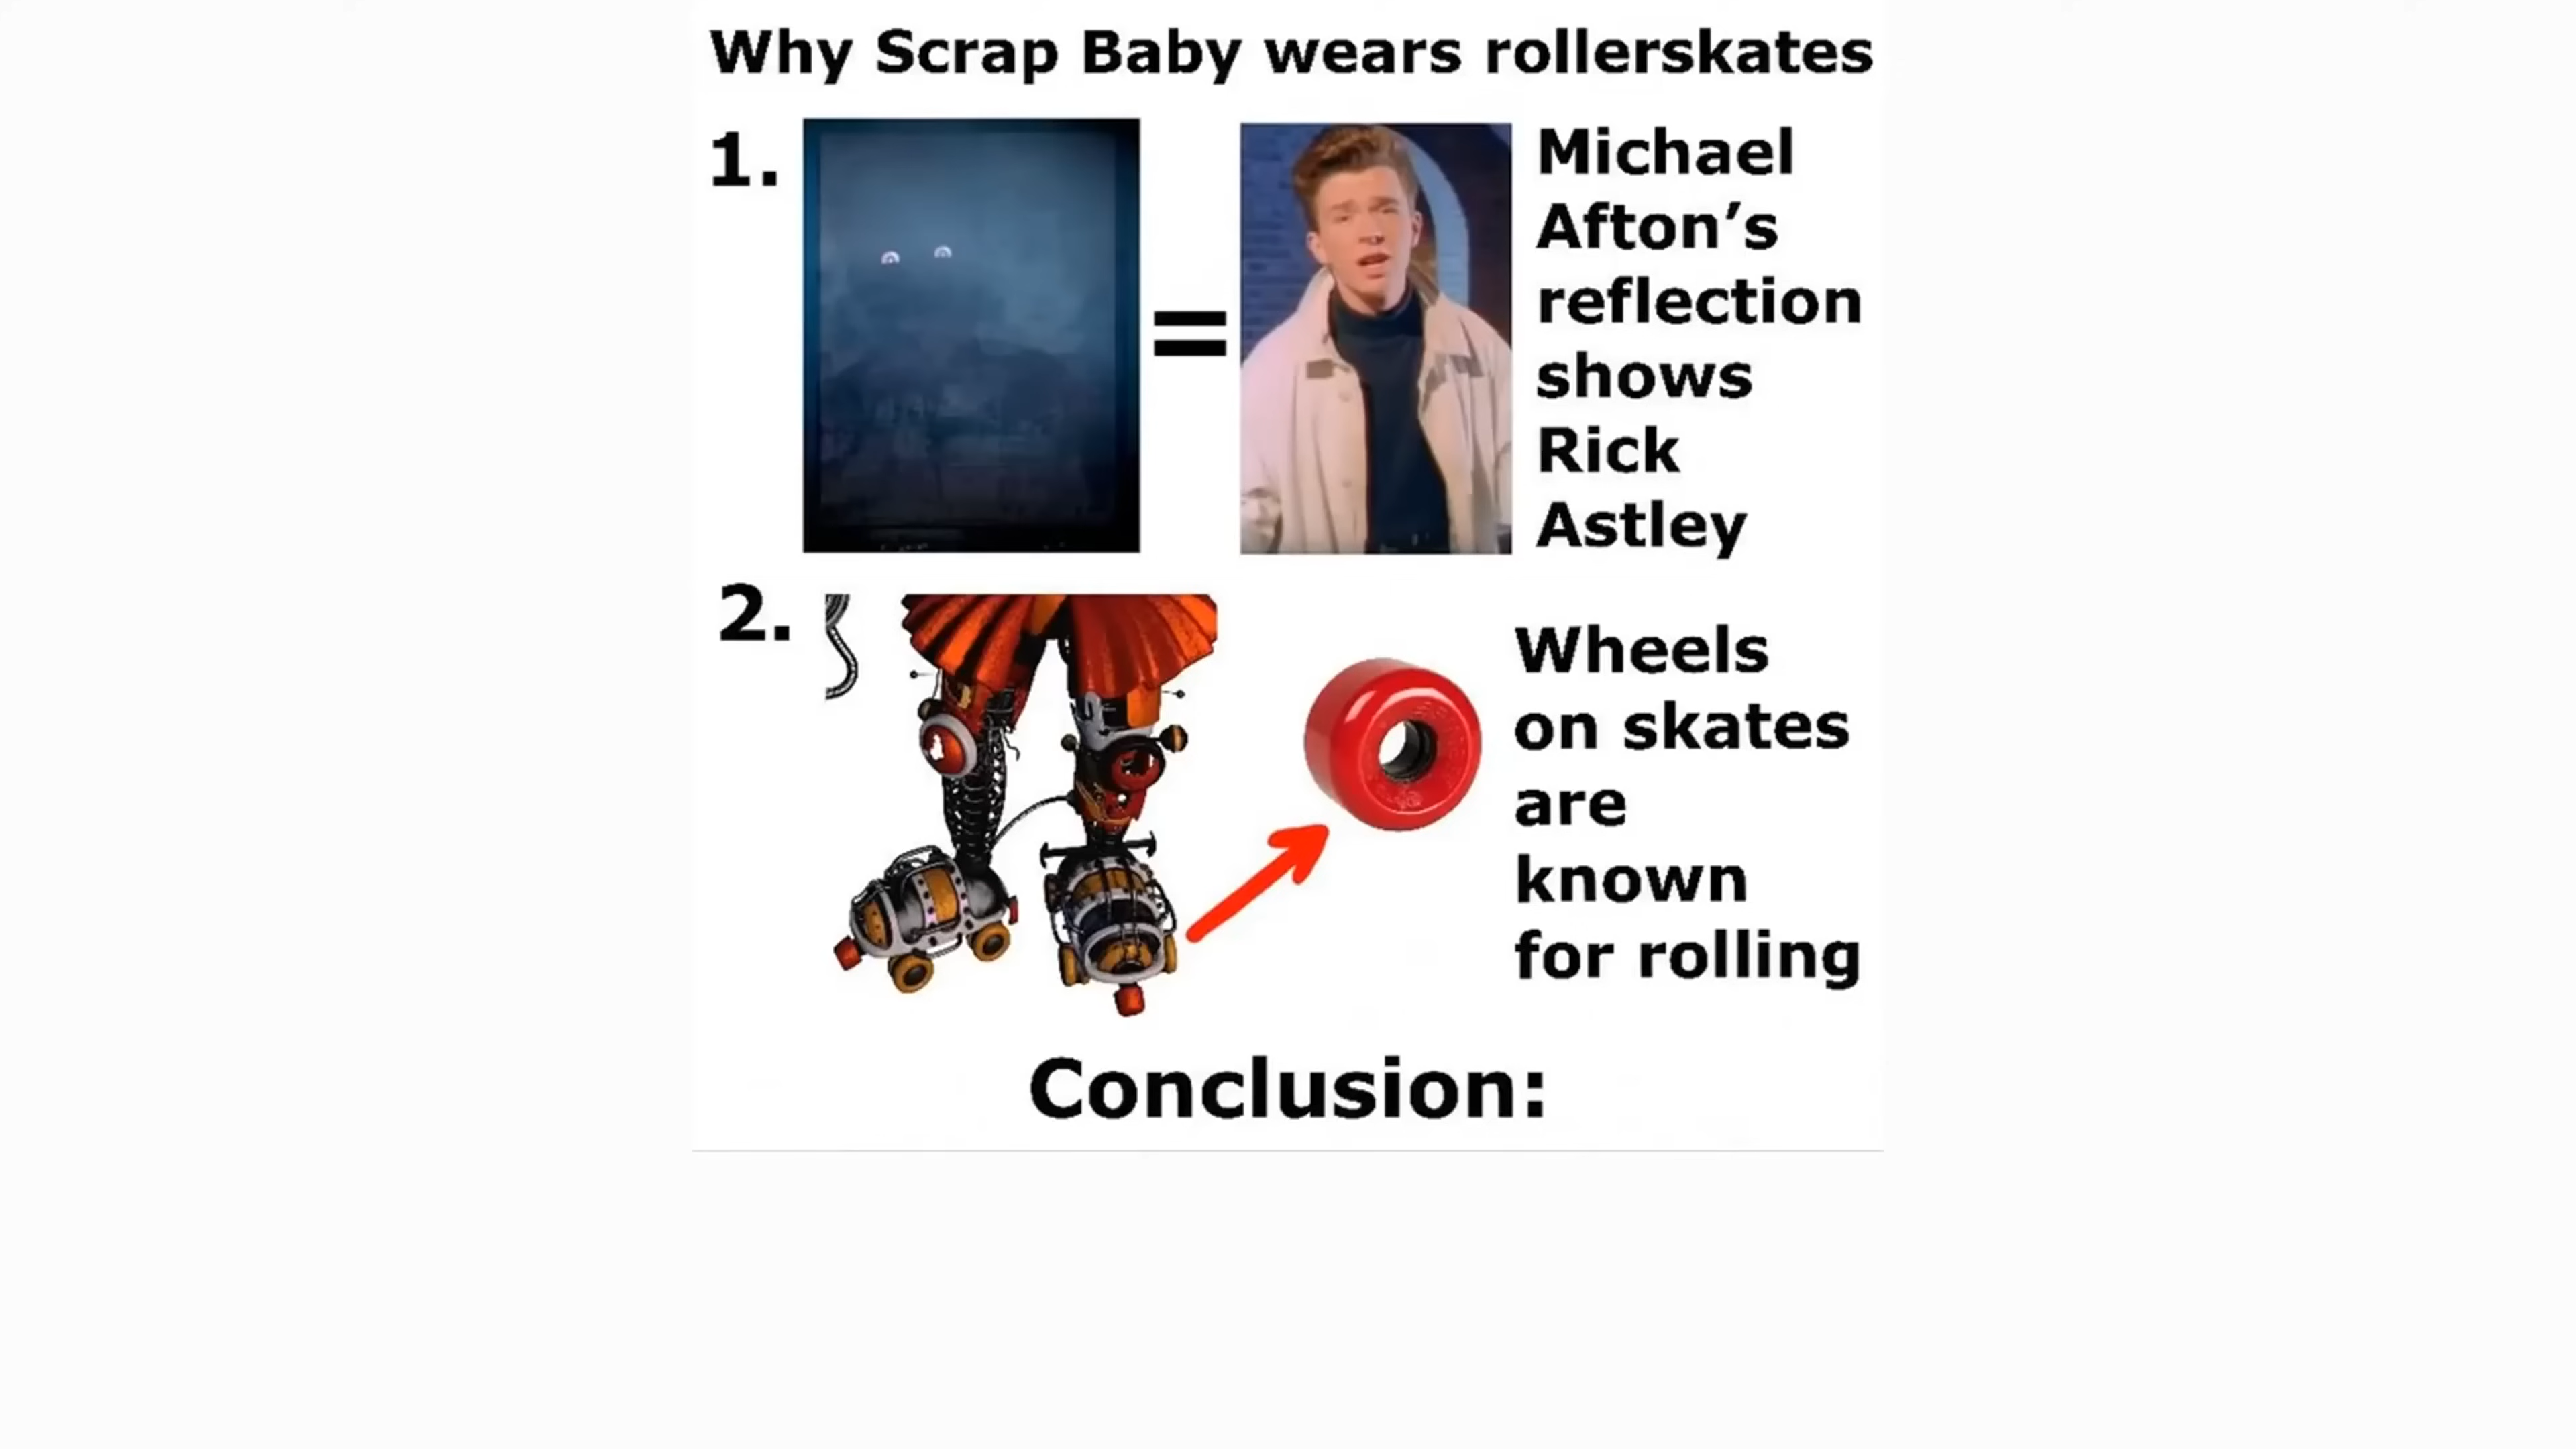 Why Scrap Baby wears rollerskates
1.
Michael
Afton’s
reflection
shows
Rick
Astley
=
2.
Wheels
on skates
are
known
for rolling
Conclusion: